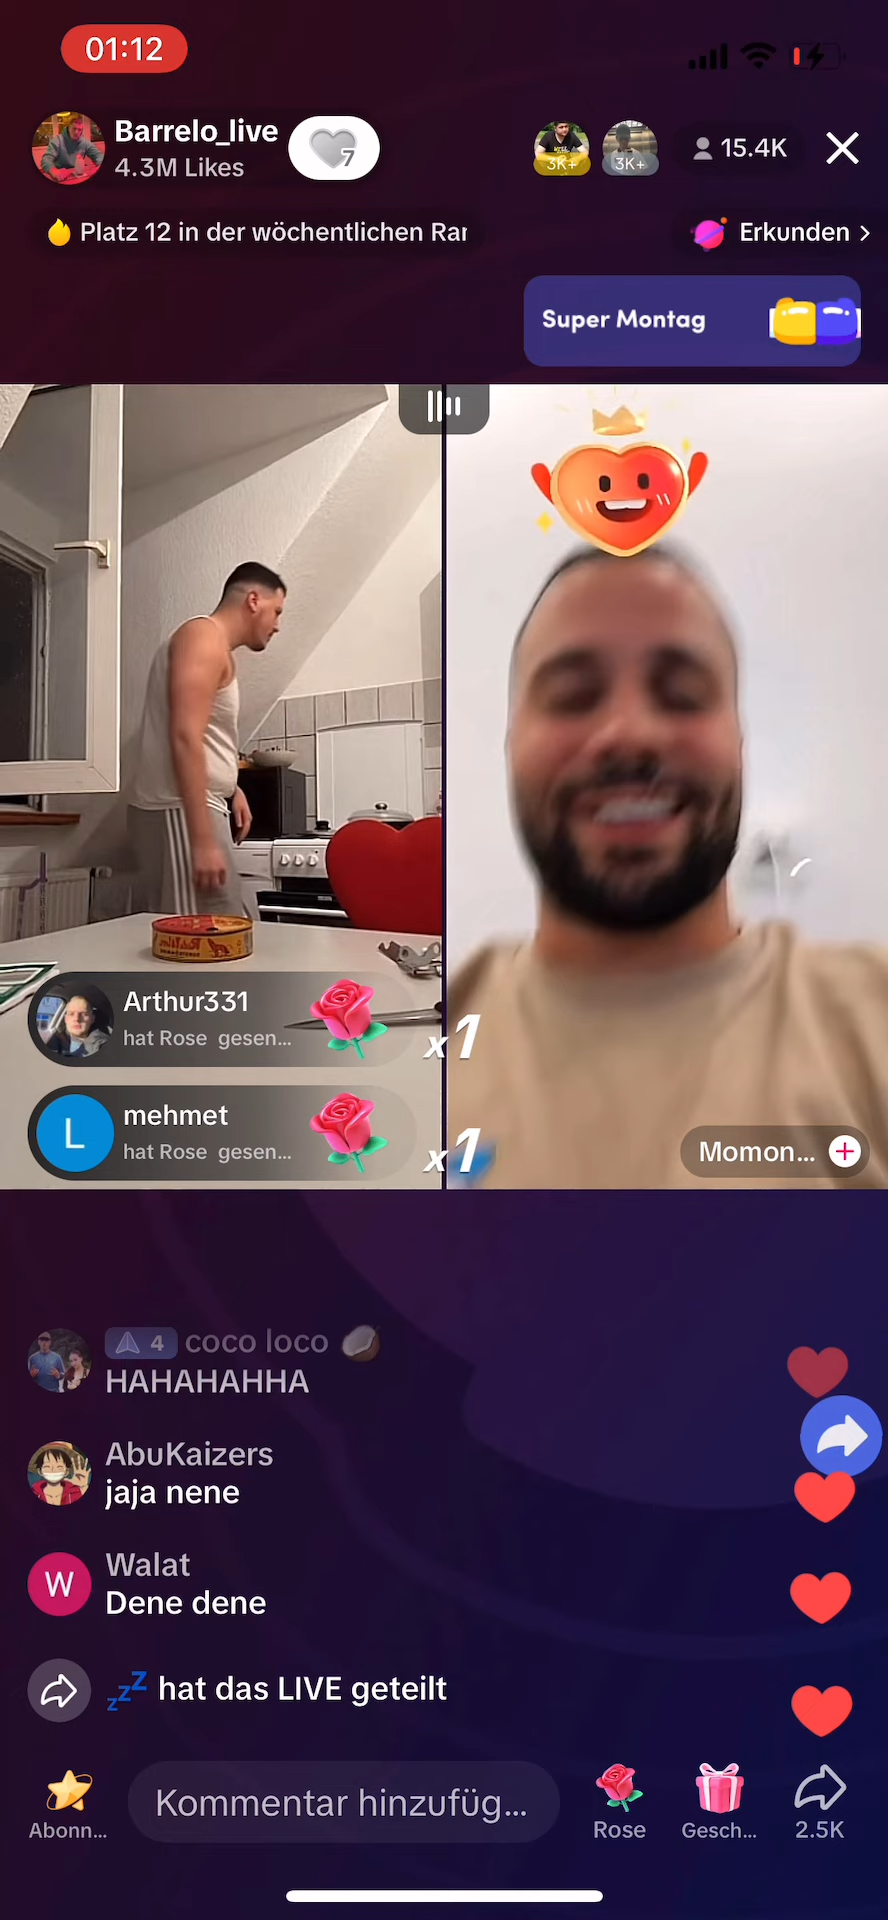 01:12
Barrelo_live
4.3M Likes
7
3K+
3K+
15.4K
Platz 12 in der wöchentlichen Ran
Erkunden >
Super Montag
Arthur331
hat Rose gesen...
x1
mehmet
hat Rose gesen...
x1
L
Momon...
4 coco loco
HAHAHAHHA
AbuKaizers
jaja nene
W
Walat
Dene dene
zzZ hat das LIVE geteilt
Abonn...
Kommentar hinzufüg...
Rose
Gesch...
2.5K